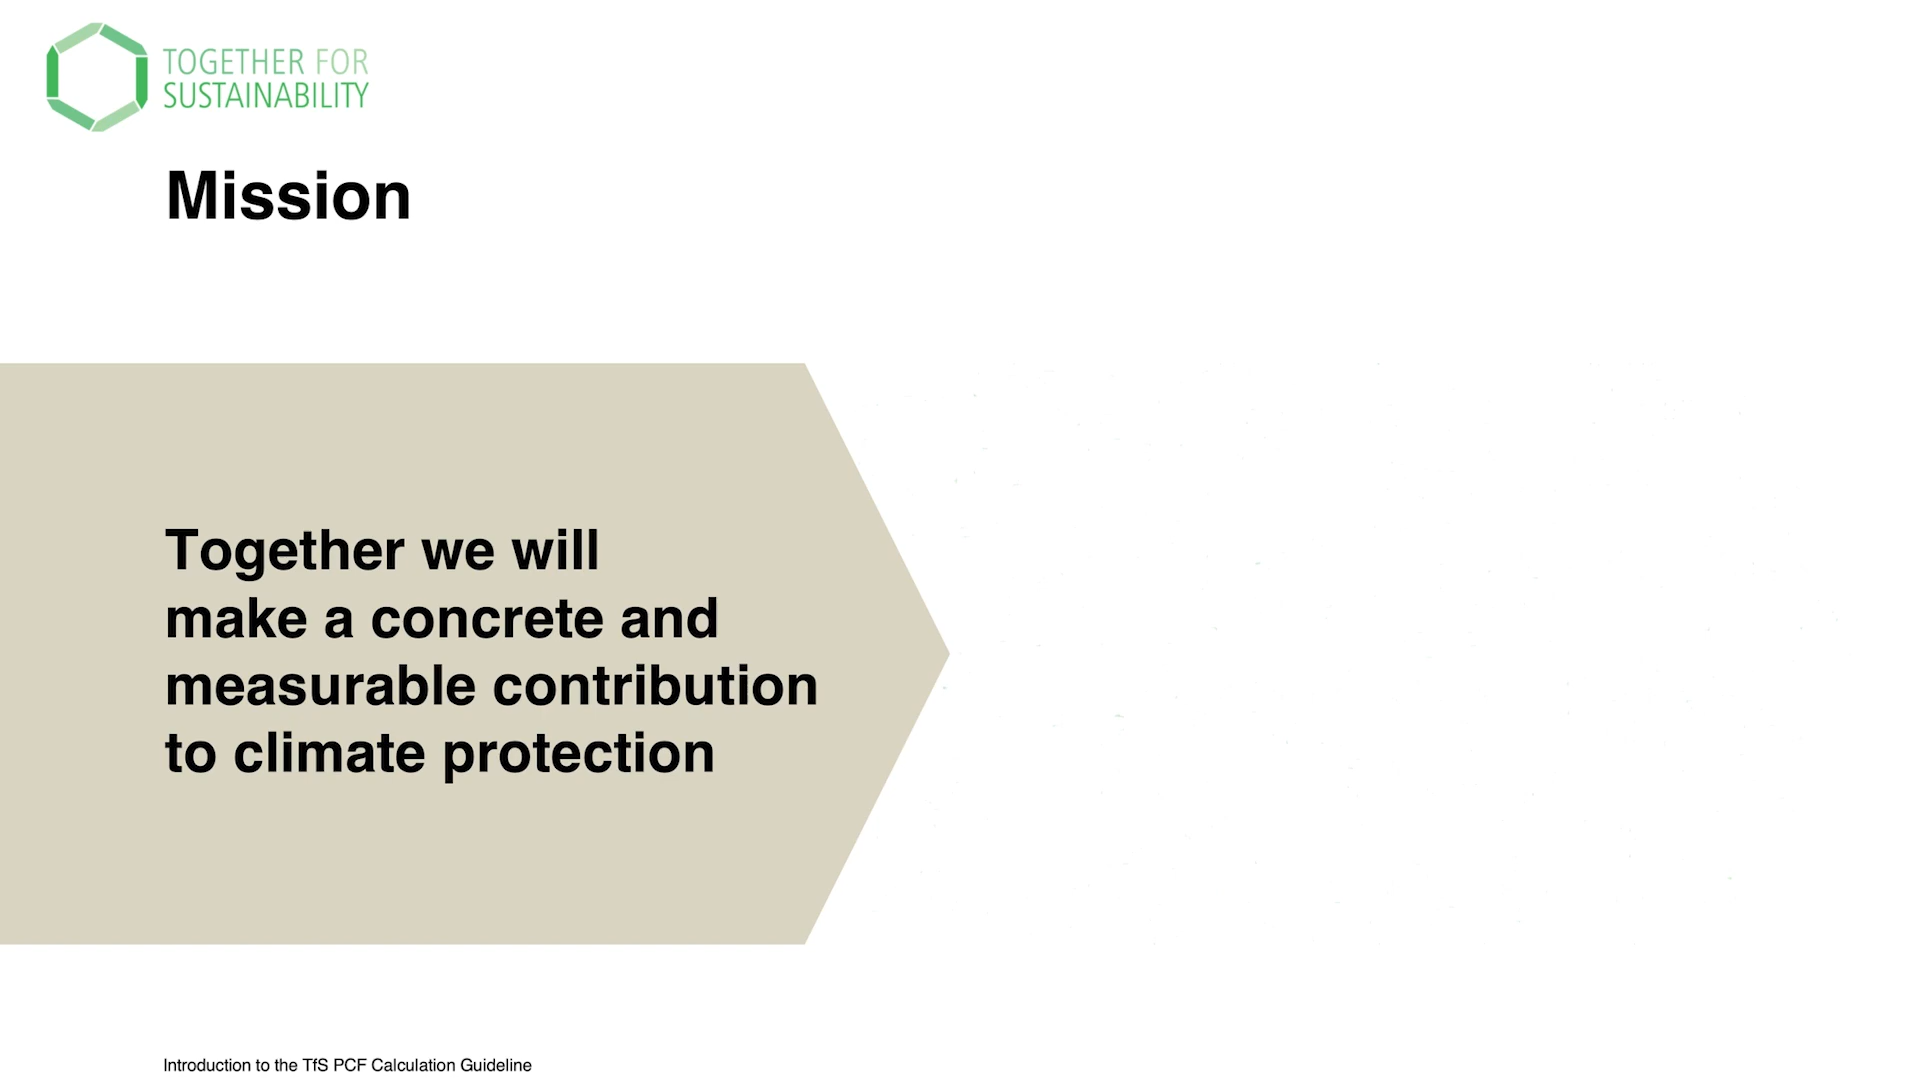 TOGETHER FOR
SUSTAINABILITY
Mission
Together we will
make a concrete and
measurable contribution
to climate protection
Introduction to the TfS PCF Calculation Guideline